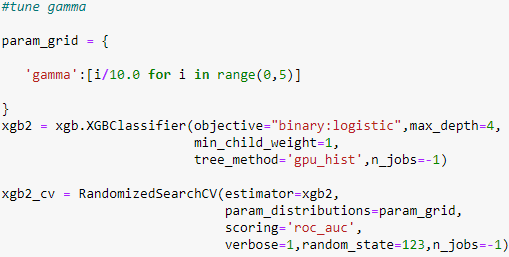 #tune gamma
param_grid = {
'gamma':[i/10.0 for i in range(0,5)]
}
xgb2 = xgb.XGBClassifier(objective="binary:logistic",max_depth=4,
min_child_weight=1,
tree_method='gpu_hist',n_jobs=-1)
xgb2_cv = RandomizedSearchCV(estimator=xgb2,
param_distributions=param_grid,
scoring='roc_auc',
verbose=1,random_state=123,n_jobs=-1)